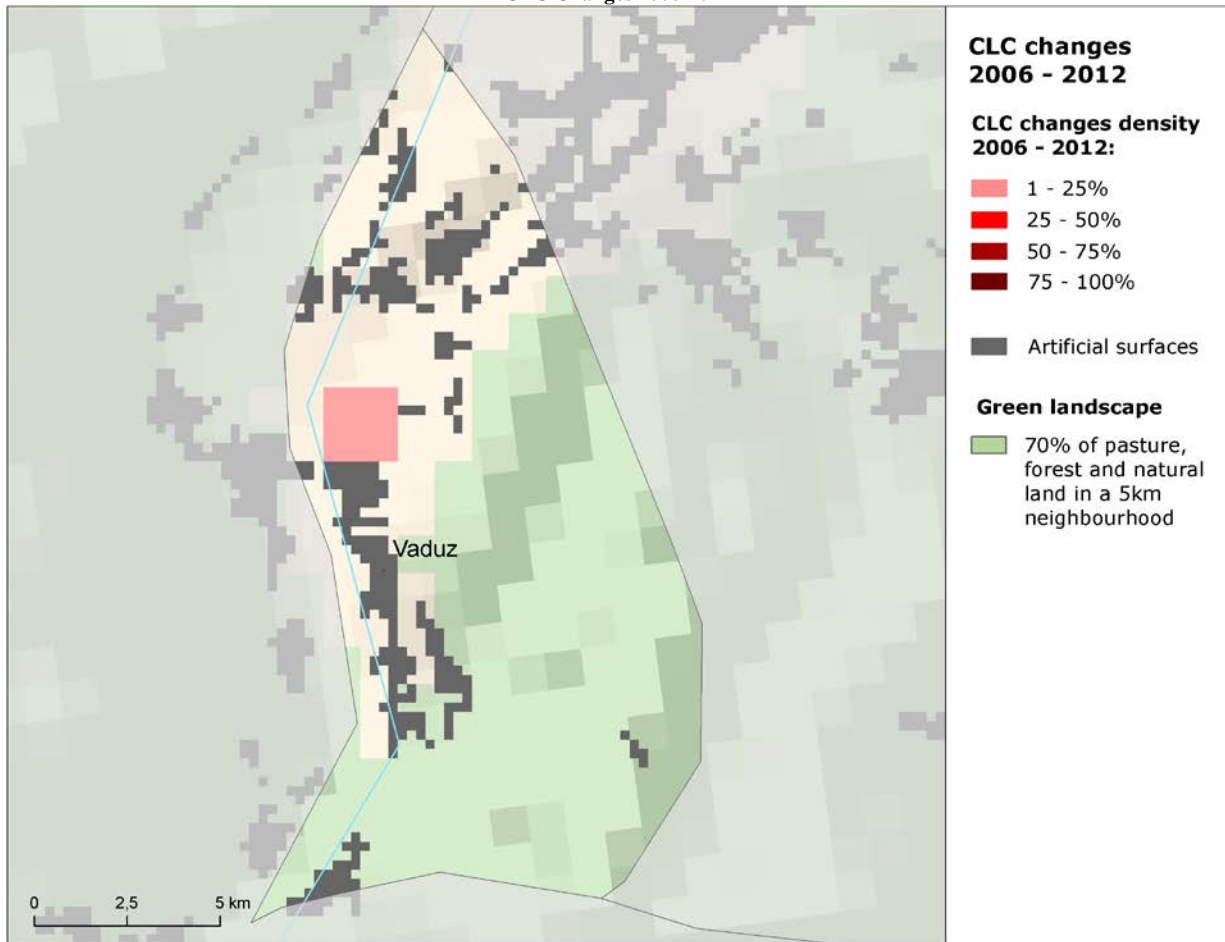 CLC changes
2006 - 2012
CLC changes density
2006 - 2012:
1 - 25%
25 - 50%
50 - 75%
75 - 100%
Artificial surfaces
Green landscape
70% of pasture,
forest and natural
land in a 5km
neighbourhood
Vaduz
0 2,5 5 km